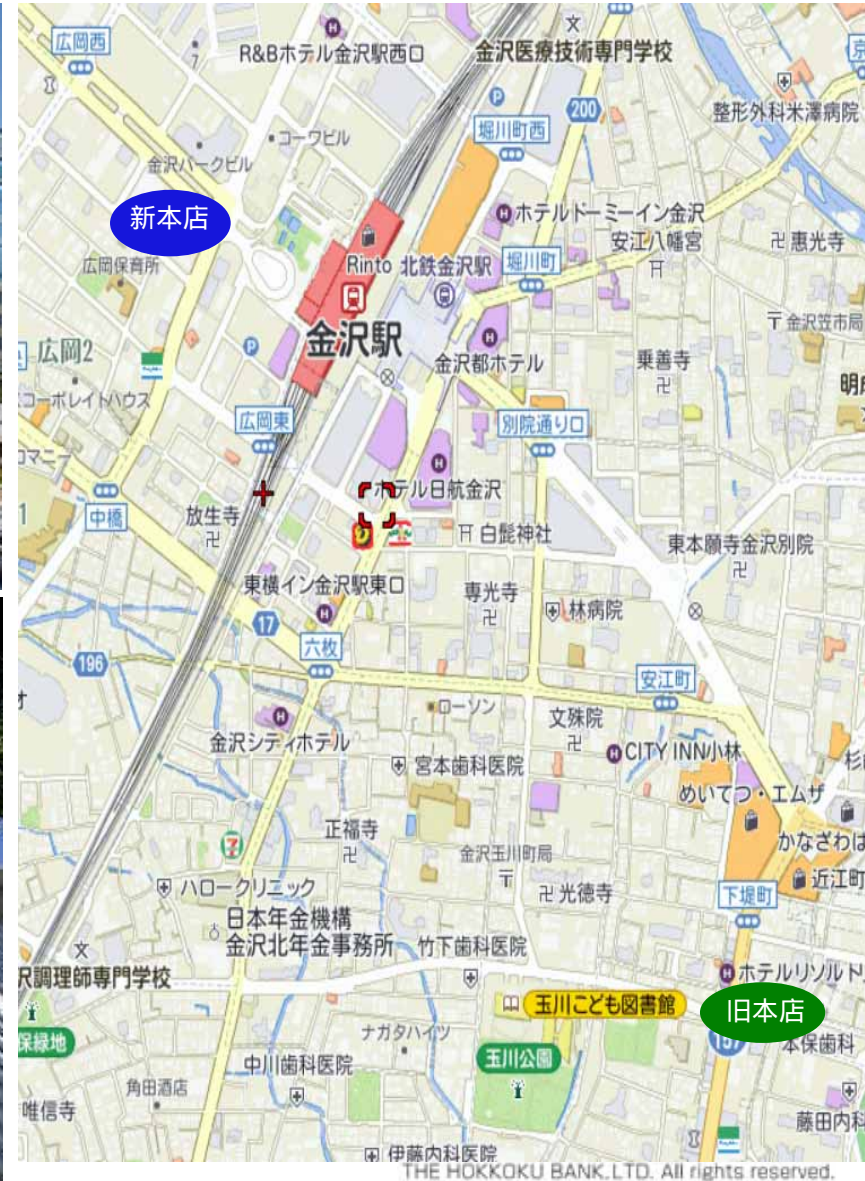 広岡西
R&Bホテル金沢駅西口
金沢医療技術専門学校
200
整形外科米澤病院
堀川町西
コーワビル
金沢パークビル
新本店
ホテルドーミーイン金沢
安江八幡宮
惠光寺
広岡保育所
Rinto
北鉄金沢駅
堀川町
金沢笠市局
金沢駅
広岡2
金沢都ホテル
乗善寺
コーポレイトハウス
広岡東
別院通り口
ホテル日航金沢
中橋
放生寺
白髭神社
東本願寺金沢別院
東横イン金沢駅東口
専光寺
林病院
17
六枚
196
安江町
ローソン
文殊院
金沢シティホテル
宮本歯科医院
CITY INN小林
めいてつ・エムザ
正福寺
金沢玉川町局
かなざわは
近江町
ハロークリニック
光徳寺
下堤町
日本年金機構
金沢北年金事務所
竹下歯科医院
沢調理師専門学校
ホテルリソルト
玉川こども図書館
旧本店
157
保緑地
ナガタハイツ
本保歯科
中川歯科医院
玉川公園
角田酒店
唯信寺
藤田内科
伊藤内科医院
THE HOKKOKU BANK.LTD. All rights reserved.